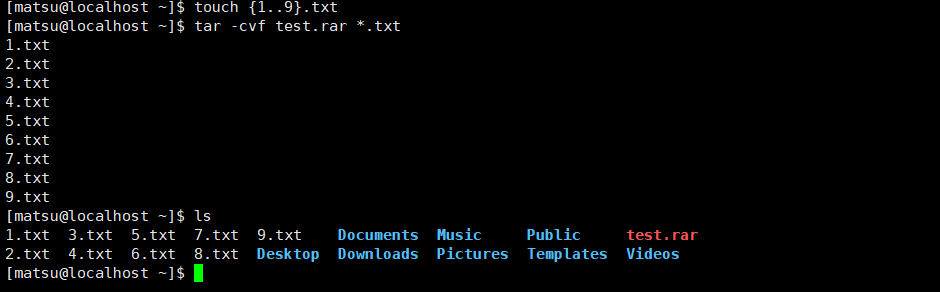 [matsu@localhost ~]$ touch {1..9}.txt
[matsu@localhost ~]$ tar -cvf test.rar *.txt
1.txt
2.txt
3.txt
4.txt
5.txt
6.txt
7.txt
8.txt
9.txt
[matsu@localhost ~]$ ls
1.txt  3.txt  5.txt  7.txt  9.txt    Documents  Music     Public     test.rar
2.txt  4.txt  6.txt  8.txt  Desktop  Downloads  Pictures  Templates  Videos
[matsu@localhost ~]$